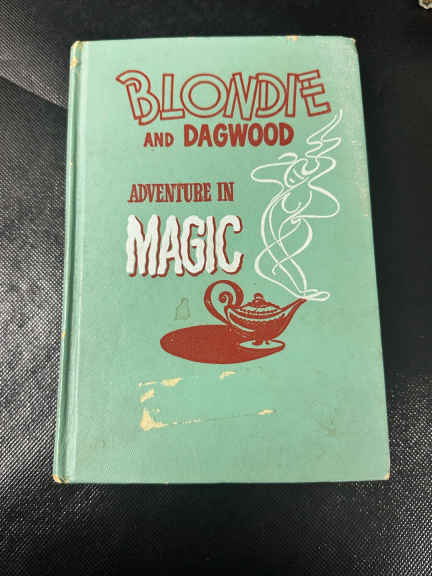 BLONDIE
AND DAGWOOD
ADVENTURE IN
MAGIC